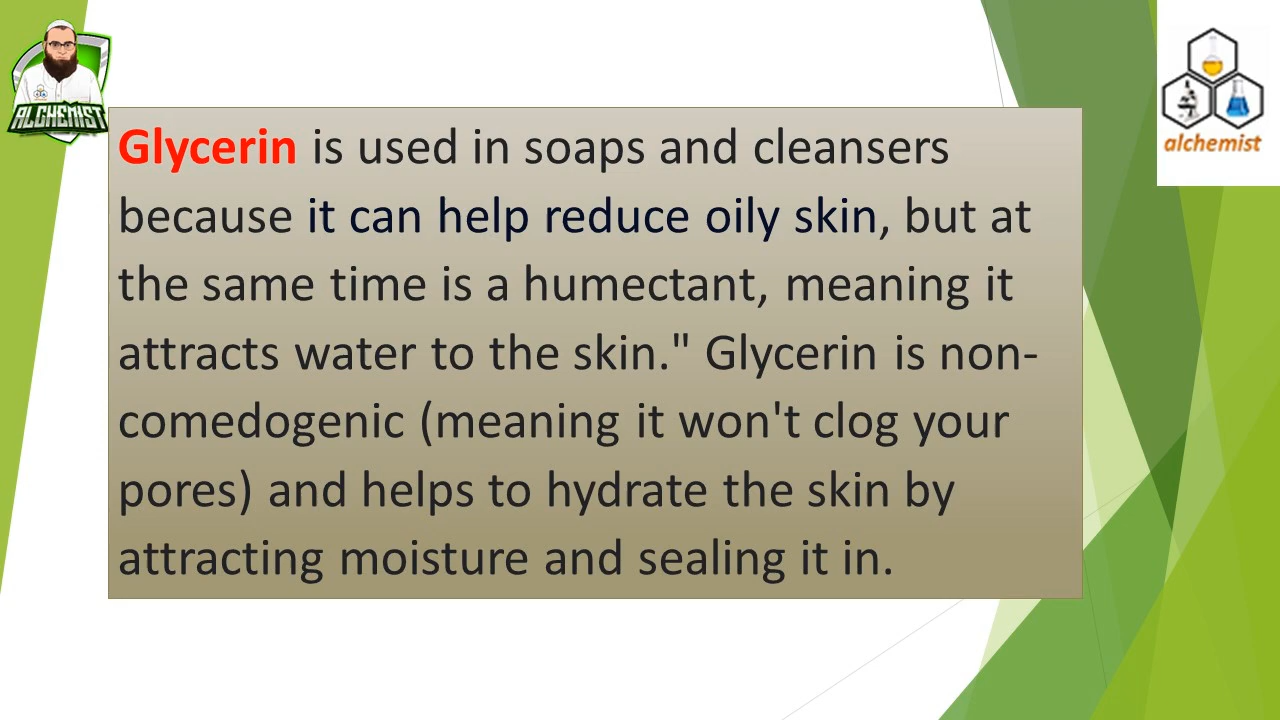 ALCHEMIST
alchemist
Glycerin is used in soaps and cleansers
because it can help reduce oily skin, but at
the same time is a humectant, meaning it
attracts water to the skin." Glycerin is non-
comedogenic (meaning it won't clog your
pores) and helps to hydrate the skin by
attracting moisture and sealing it in.